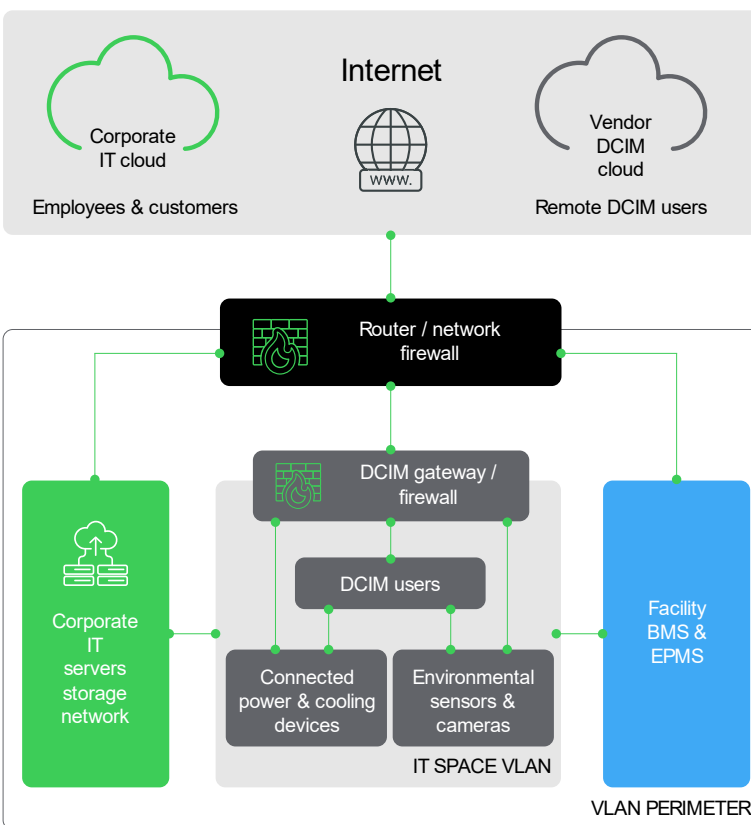 Internet
Corporate
IT cloud
Employees & customers
WWW.
Vendor
DCIM
cloud
Remote DCIM users
Router / network
firewall
DCIM gateway /
firewall
DCIM users
Corporate
IT
servers
storage
network
Connected
power & cooling
devices
Environmental
sensors &
cameras
Facility
BMS &
EPMS
IT SPACE VLAN
VLAN PERIMETER